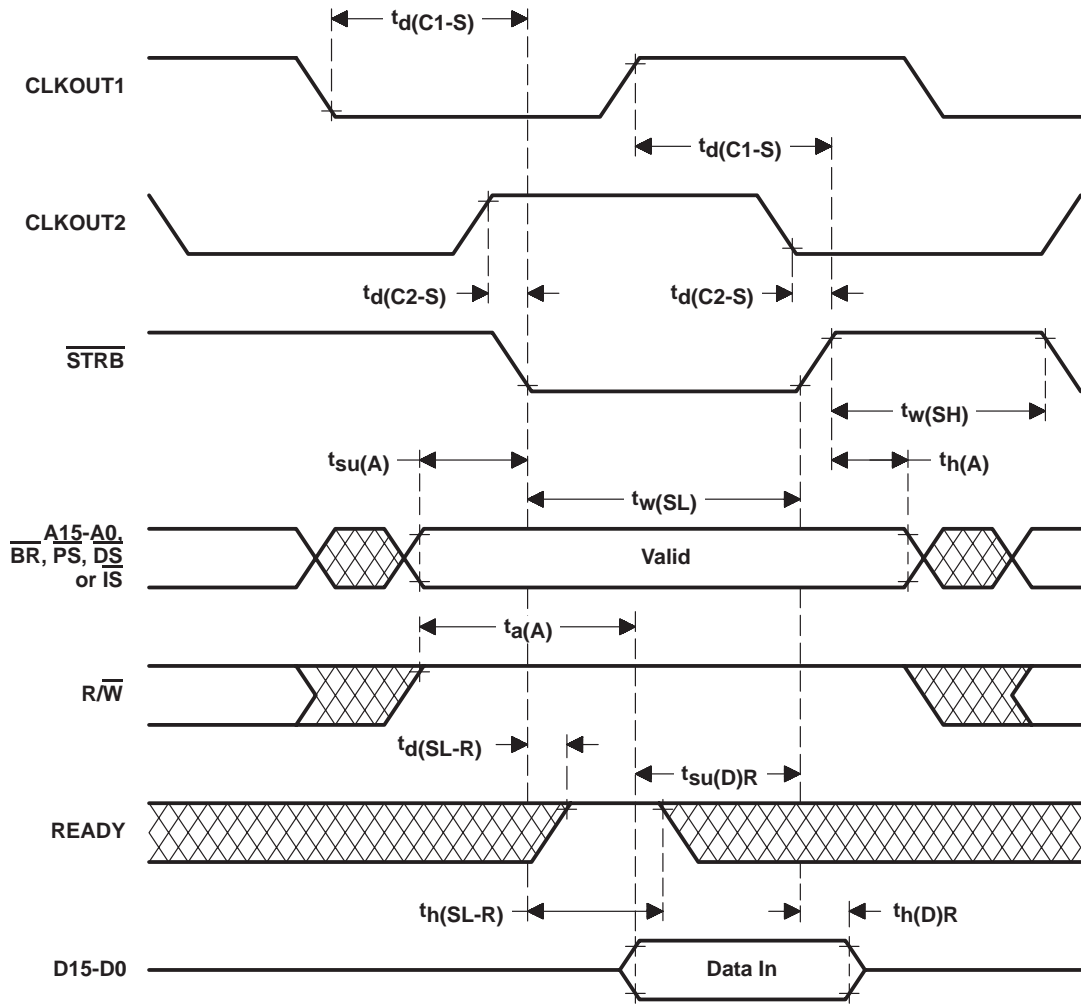 td(C1-S)
CLKOUT1
td(C1-S)
CLKOUT2
td(C2-S)
td(C2-S)
STRB
tw(SH)
tsu(A)
th(A)
tw(SL)
A15-A0,
BR, PS, DS
or IS
Valid
ta(A)
R/W
td(SL-R)
tsu(D)R
READY
th(SL-R)
th(D)R
D15-D0
Data In